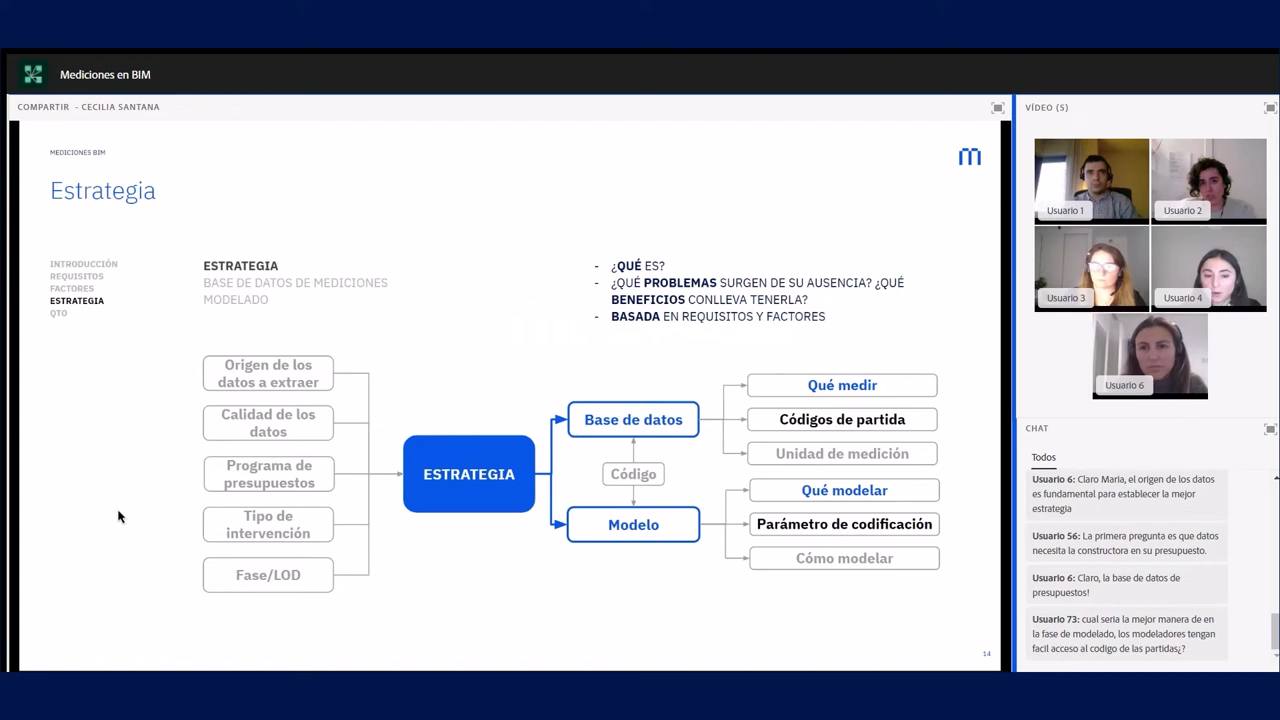 Mediciones en BIM
COMPARTIR - CECILIA SANTANA
MEDICIONES BIM
m
Estrategia
INTRODUCCIÓN
REQUISITOS
FACTORES
ESTRATEGIA
QTO
ESTRATEGIA
BASE DE DATOS DE MEDICIONES
MODELADO
- ¿QUÉ ES?
- ¿QUÉ PROBLEMAS SURGEN DE SU AUSENCIA? ¿QUÉ
BENEFICIOS CONLLEVA TENERLA?
- BASADA EN REQUISITOS Y FACTORES
Origen de los
datos a extraer
Calidad de los
datos
Programa de
presupuestos
Tipo de
intervención
Fase/LOD
ESTRATEGIA
Base de datos
Código
Modelo
Qué medir
Códigos de partida
Unidad de medición
Qué modelar
Parámetro de codificación
Cómo modelar
14
VÍDEO (5)
Usuario 1
Usuario 2
Usuario 3
Usuario 4
Usuario 6
CHAT
Todos
Usuario 6: Claro Maria, el origen de los datos
es fundamental para establecer la mejor
estrategia
Usuario 56: La primera pregunta es que datos
necesita la constructora en su presupuesto.
Usuario 6: Claro, la base de datos de
presupuestos!
Usuario 73: cual seria la mejor manera de en
la fase de modelado, los modeladores tengan
facil acceso al codigo de las partidas¿?